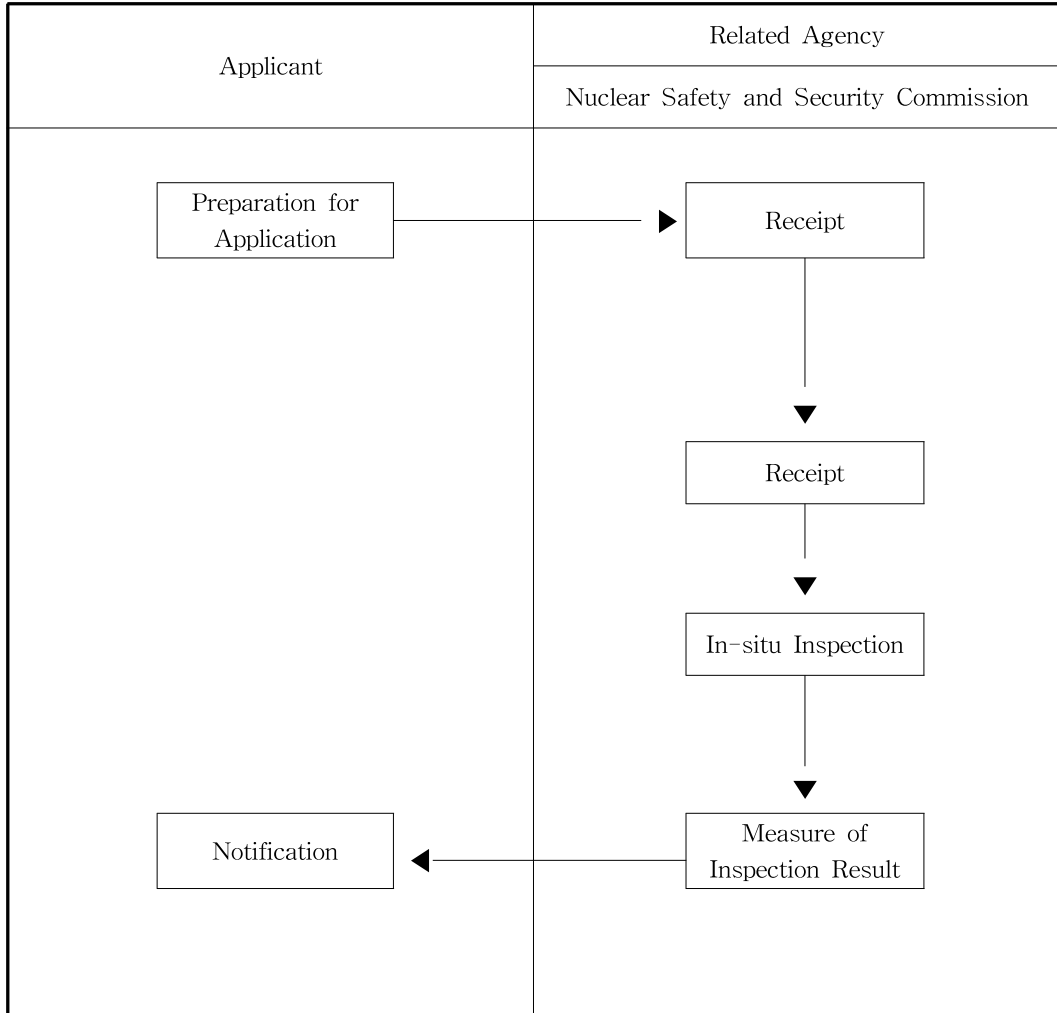 Applicant
Related Agency
Nuclear Safety and Security Commission
Preparation for
Application
Receipt
Receipt
In-situ Inspection
Notification
Measure of
Inspection Result